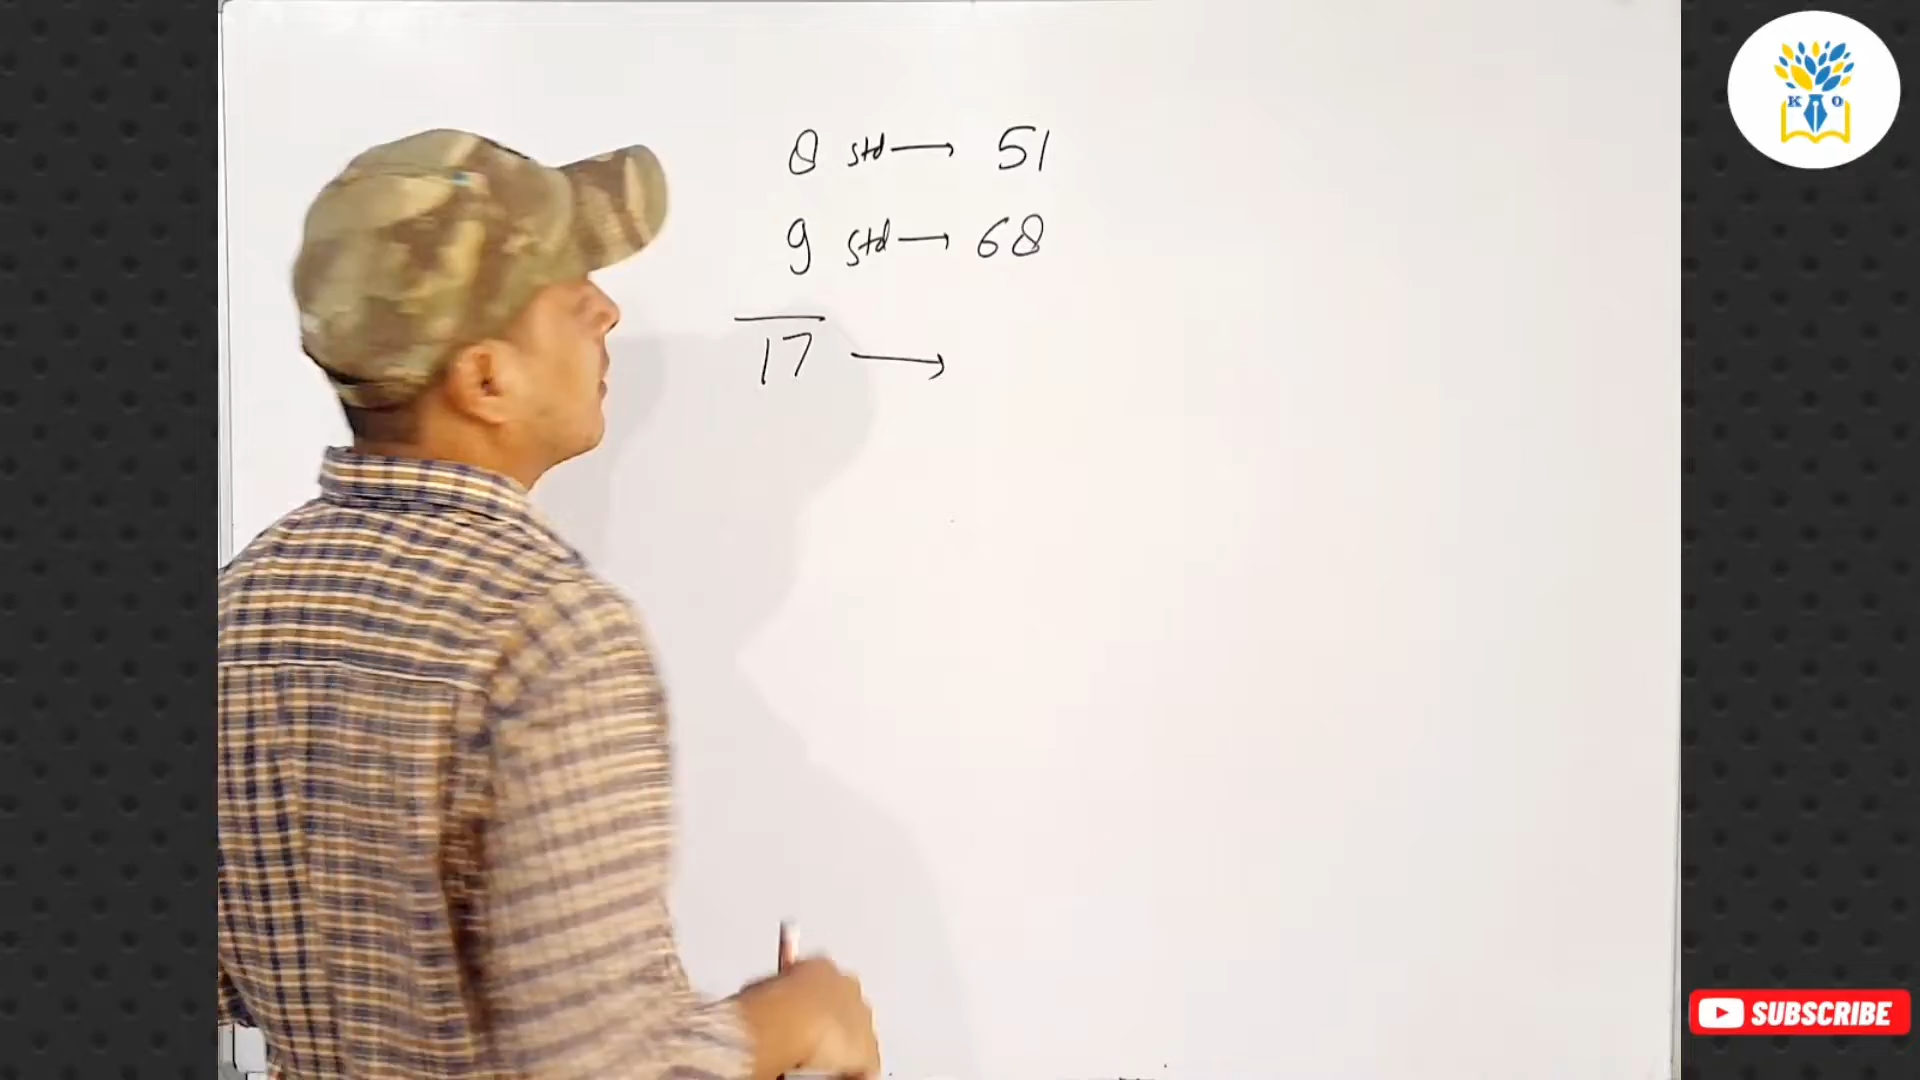 8 std → 51
9 std → 68
17 →
K O
SUBSCRIBE